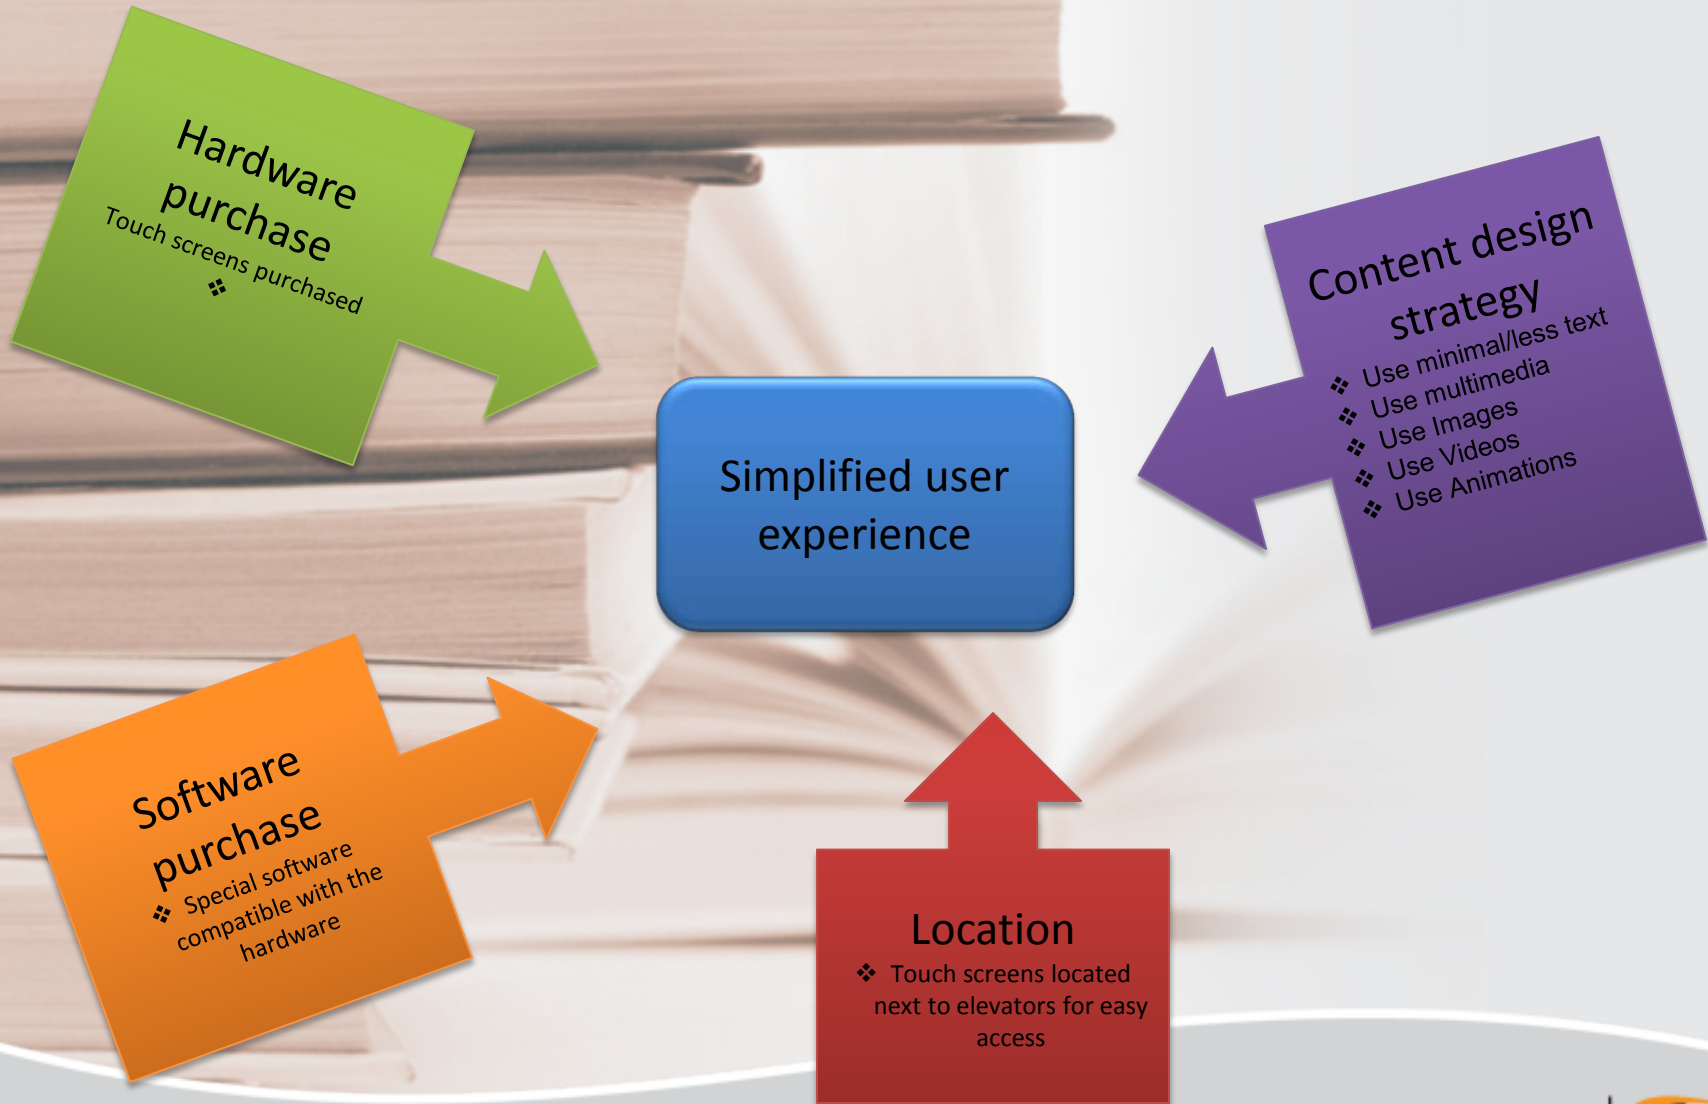 Hardware
purchase
Touch screens purchased
❖
Content design
strategy
❖ Use minimal/less text
❖ Use multimedia
❖ Use Images
❖ Use Videos
❖ Use Animations
Simplified user
experience
Software
purchase
❖ Special software
compatible with the
hardware
Location
❖ Touch screens located
next to elevators for easy
access